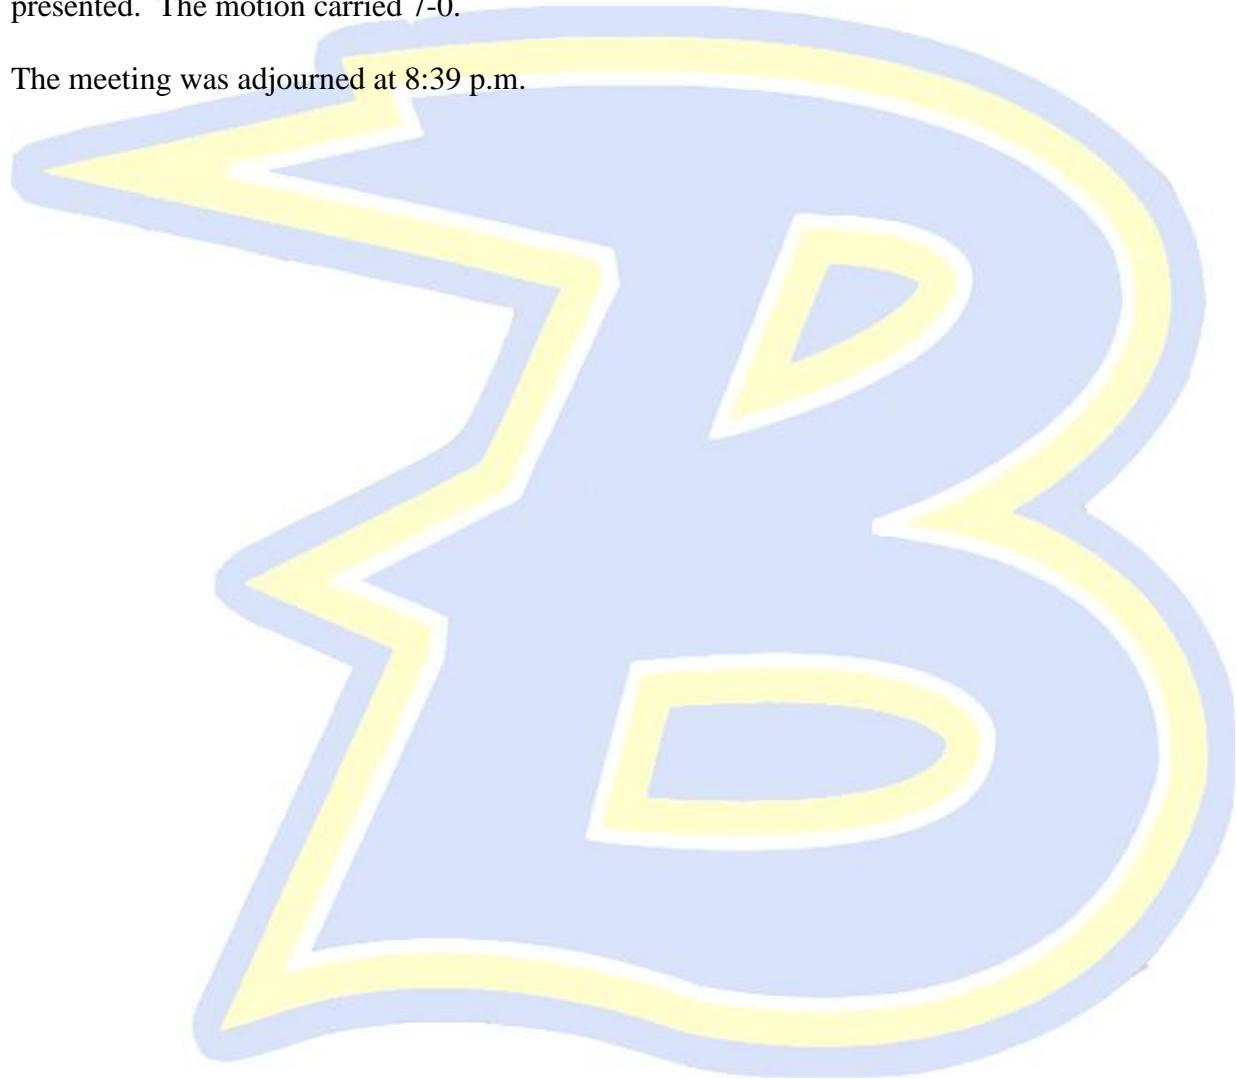 presented.  The motion carried 7-0.
The meeting was adjourned at 8:39 p.m.
B